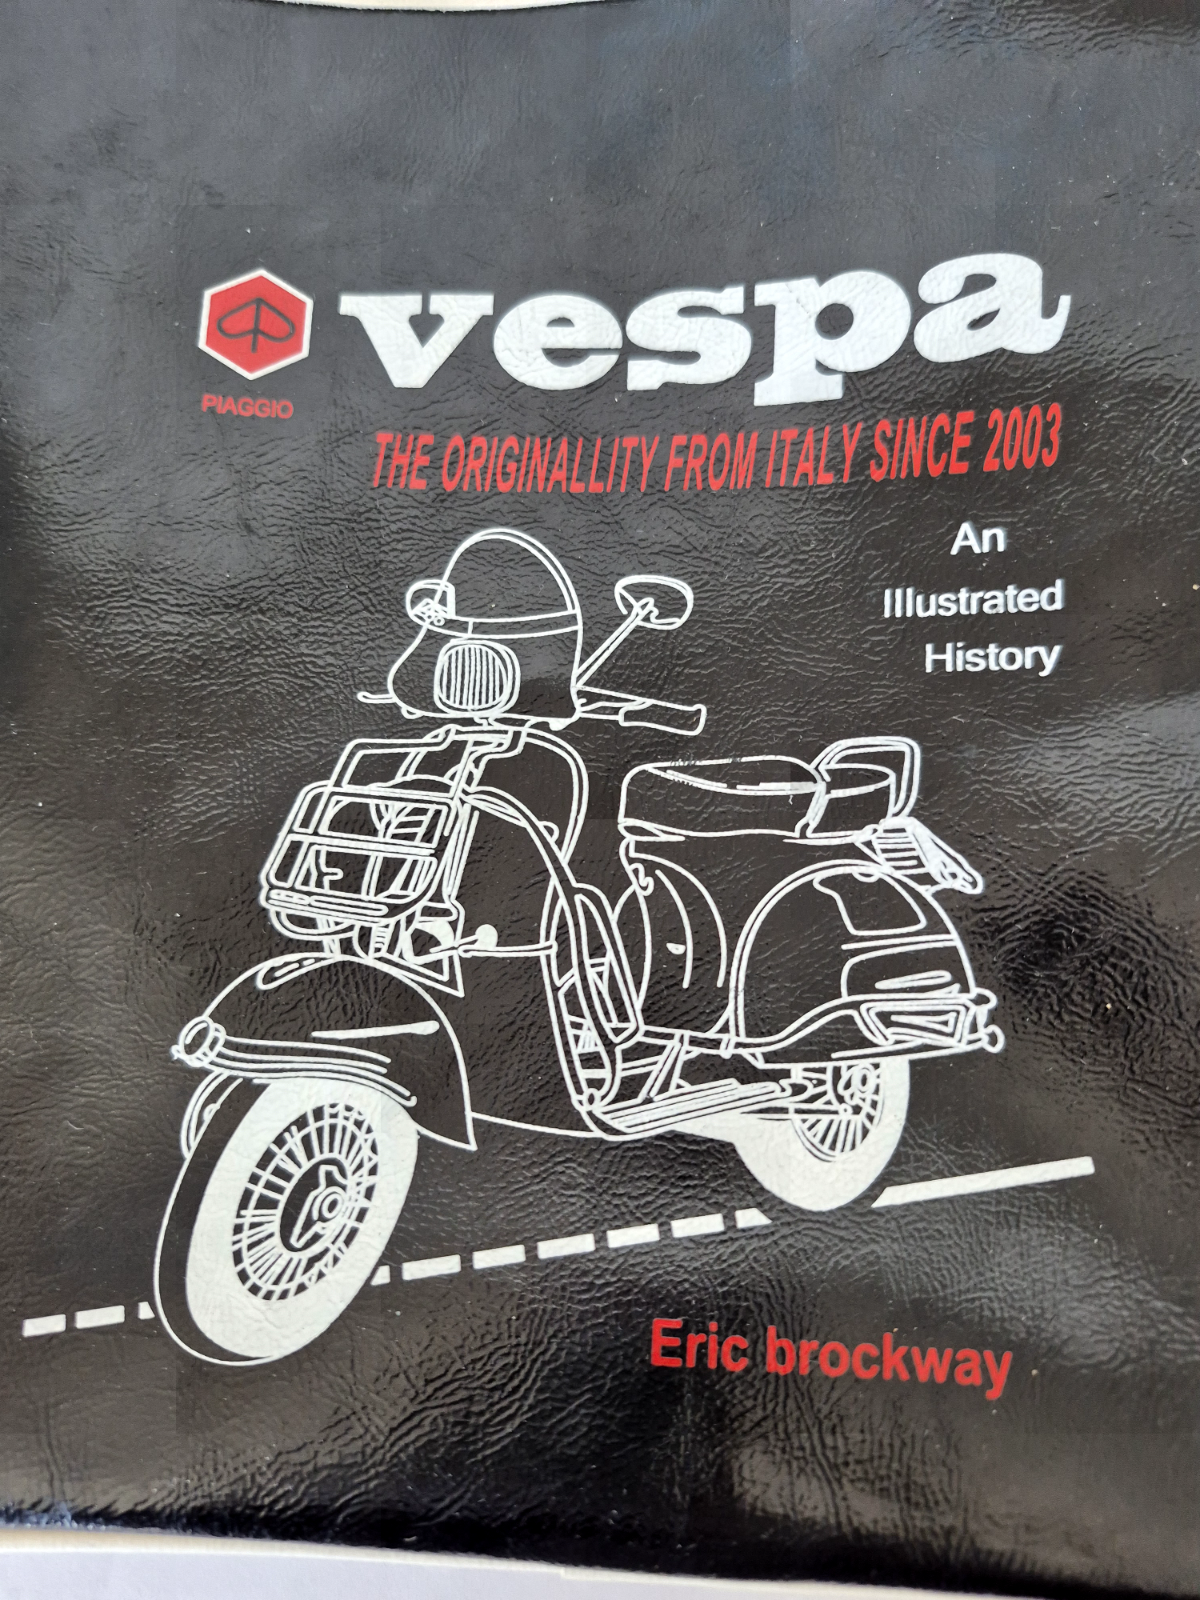 vespa
PIAGGIO
THE ORIGINALLITY FROM ITALY SINCE 2003
An
Illustrated
History
Eric brockway